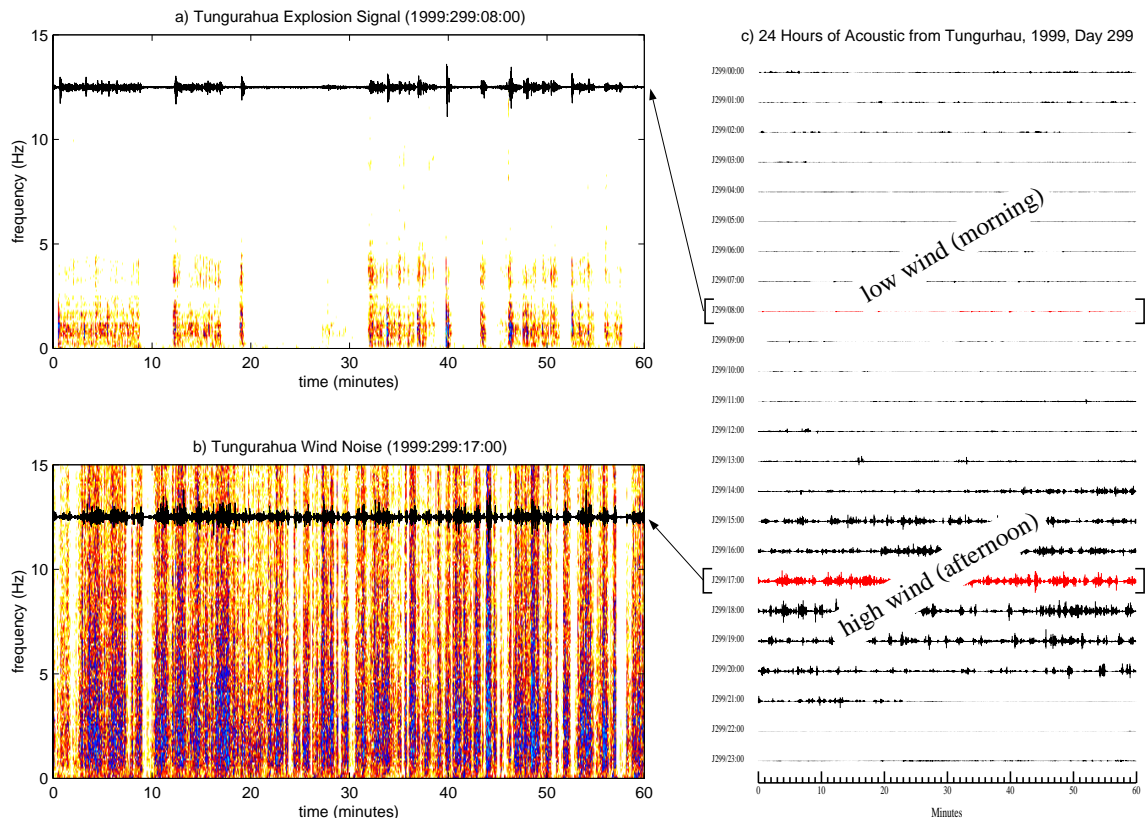 a) Tungurahua Explosion Signal (1999:299:08:00)
15
10
5
0
frequency (Hz)
0 10 20 30 40 50 60
time (minutes)
b) Tungurahua Wind Noise (1999:299:17:00)
15
10
5
0
frequency (Hz)
0 10 20 30 40 50 60
time (minutes)
c) 24 Hours of Acoustic from Tungurhau, 1999, Day 299
J299/00:00
J299/01:00
J299/02:00
J299/03:00
J299/04:00
J299/05:00
J299/06:00
J299/07:00
J299/08:00
J299/09:00
J299/10:00
J299/11:00
J299/12:00
J299/13:00
J299/14:00
J299/15:00
J299/16:00
J299/17:00
J299/18:00
J299/19:00
J299/20:00
J299/21:00
J299/22:00
J299/23:00
low wind (morning)
high wind (afternoon)
0 10 20 30 40 50 60
Minutes